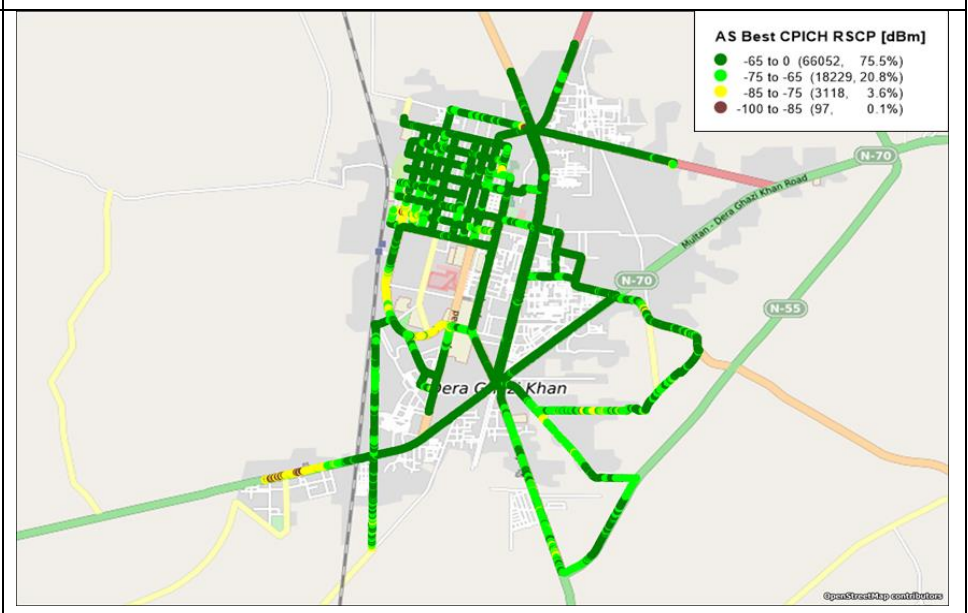 AS Best CPICH RSCP [dBm]
-65 to 0 (66052, 75.5%)
-75 to -65 (18229, 20.8%)
-85 to -75 (3118, 3.6%)
-100 to -85 (97, 0.1%)
N-70
Multan - Dera Ghazi Khan Road
N-70
N-55
Dera Ghazi Khan
OpenStreetMap contributors